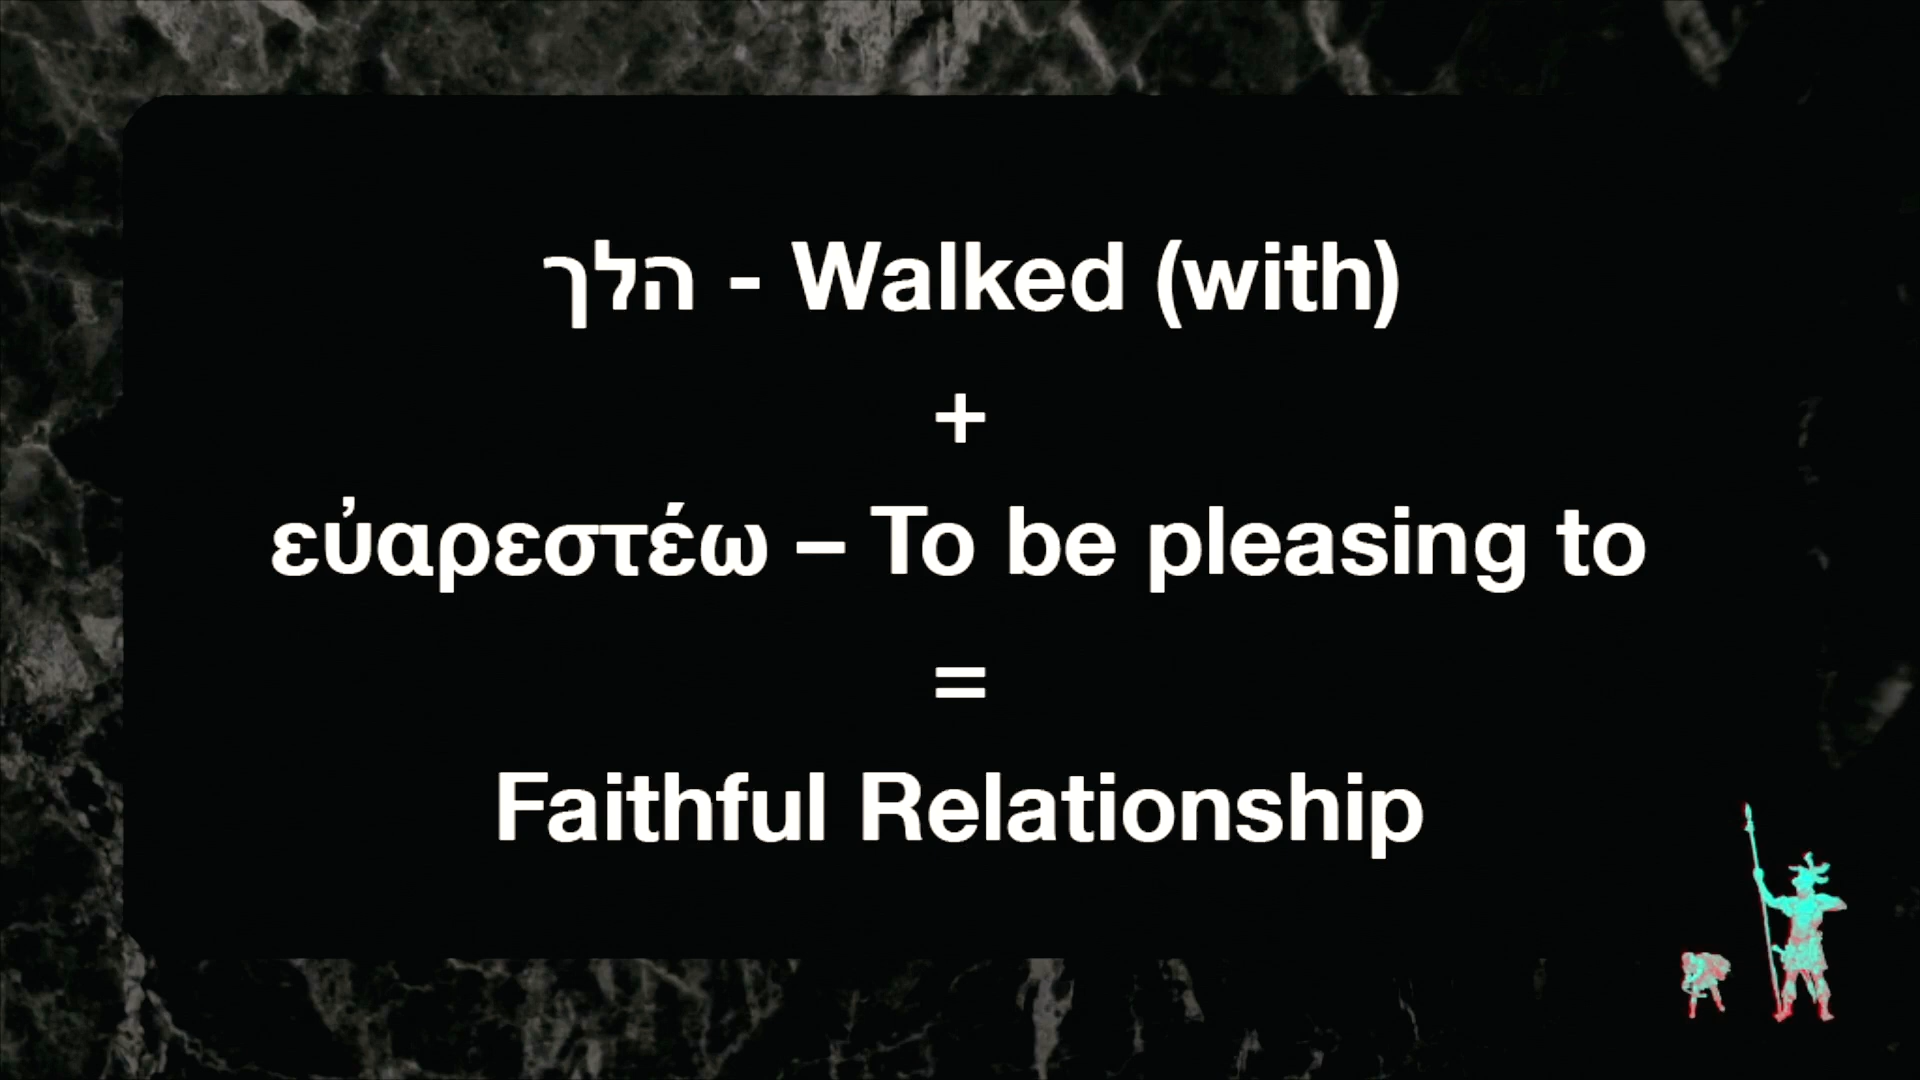 הלך - Walked (with)
+
εὐαρεστέω – To be pleasing to
=
Faithful Relationship